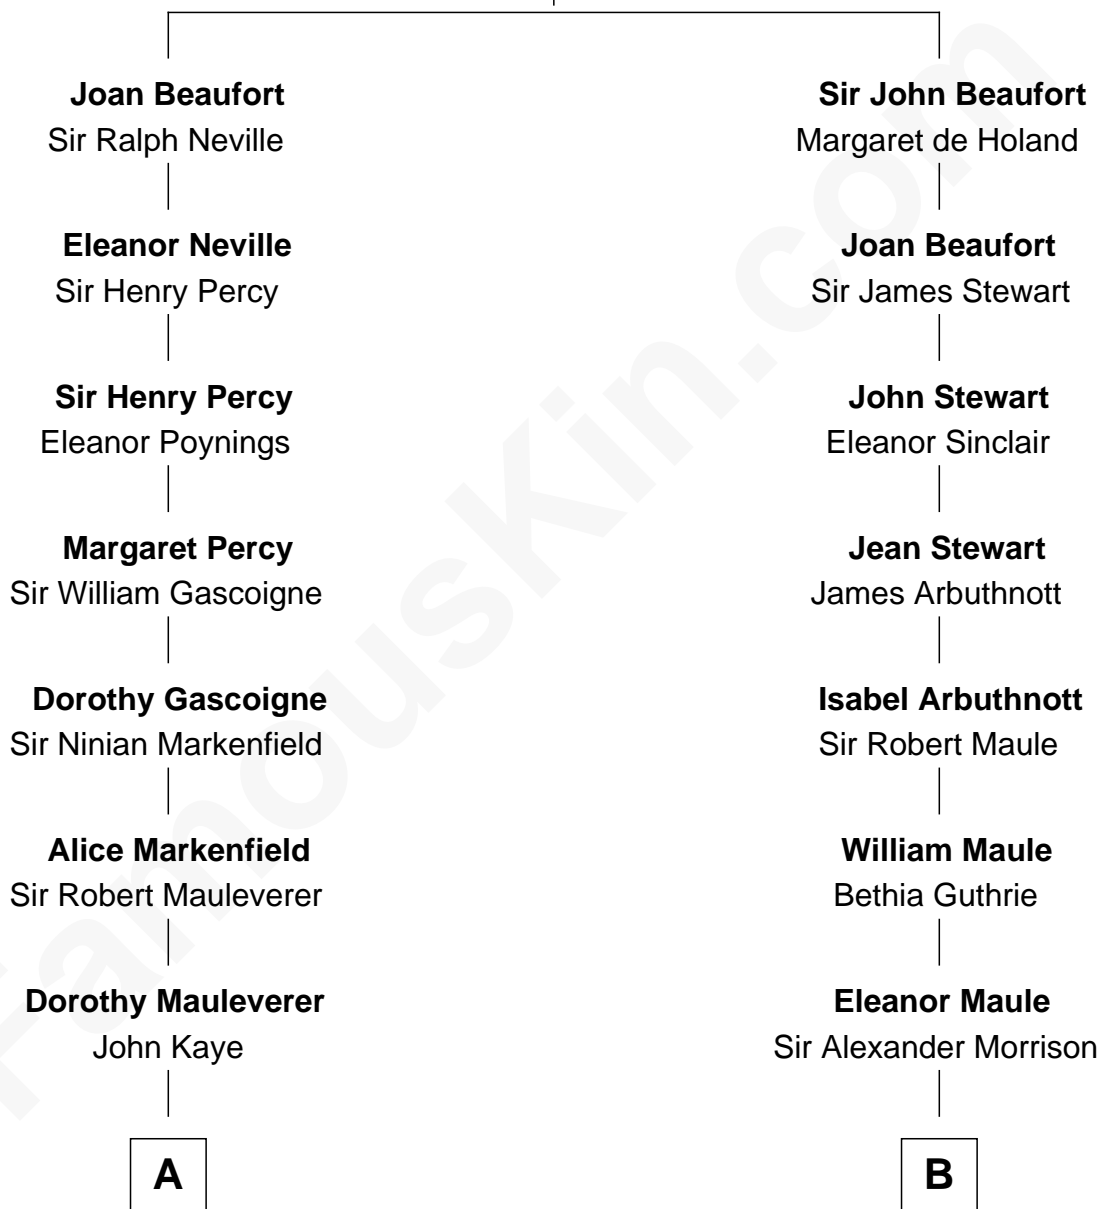 Joan Beaufort
Sir Ralph Neville
Eleanor Neville
Sir Henry Percy
Sir Henry Percy
Eleanor Poynings
Margaret Percy
Sir William Gascoigne
Dorothy Gascoigne
Sir Ninian Markenfield
Alice Markenfield
Sir Robert Mauleverer
Dorothy Mauleverer
John Kaye
A
Sir John Beaufort
Margaret de Holand
Joan Beaufort
Sir James Stewart
John Stewart
Eleanor Sinclair
Jean Stewart
James Arbuthnott
Isabel Arbuthnott
Sir Robert Maule
William Maule
Bethia Guthrie
Eleanor Maule
Sir Alexander Morrison
B
FamousKin.com